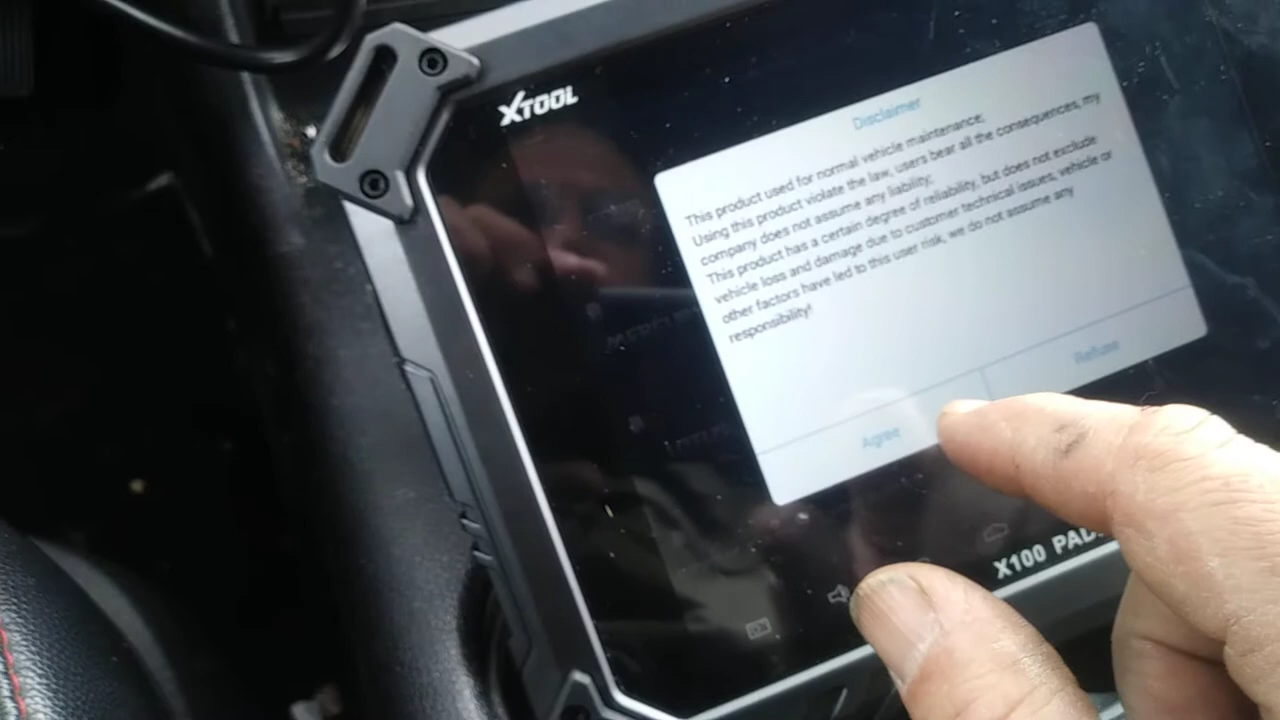 XTOOL
Disclaimer
This product used for normal vehicle maintenance;
Using this product violate the law, users bear all the consequences, my
company does not assume any liability;
This product has a certain degree of reliability, but does not exclude
vehicle loss and damage due to customer technical issues, vehicle or
other factors have led to this user risk, we do not assume any
responsibility!
Agree
Refuse
X100 PAD